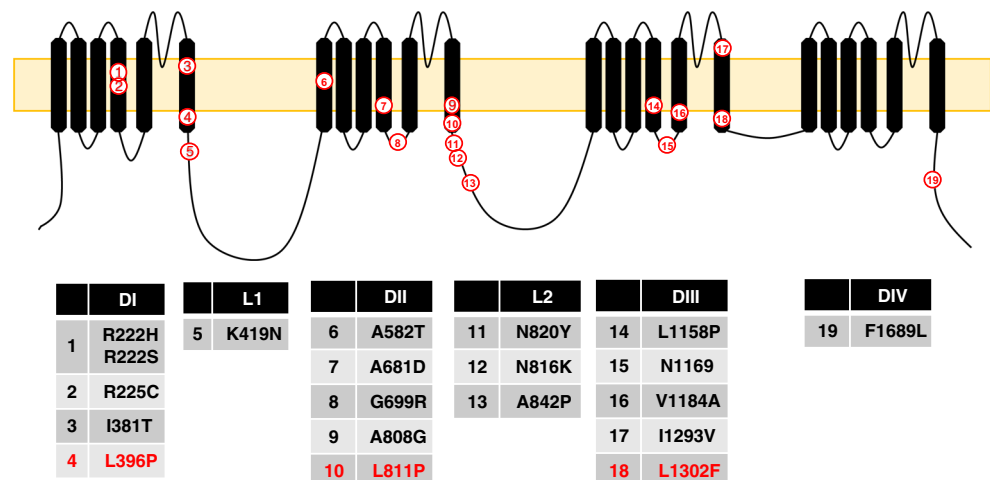 1
2
3
4
5
6
7
8
9
10
11
12
13
14
15
16
17
18
19
DI
1 R222H
R222S
2 R225C
3 I381T
4 L396P
L1
5 K419N
DII
6 A582T
7 A681D
8 G699R
9 A808G
10 L811P
L2
11 N820Y
12 N816K
13 A842P
DIII
14 L1158P
15 N1169
16 V1184A
17 I1293V
18 L1302F
DIV
19 F1689L